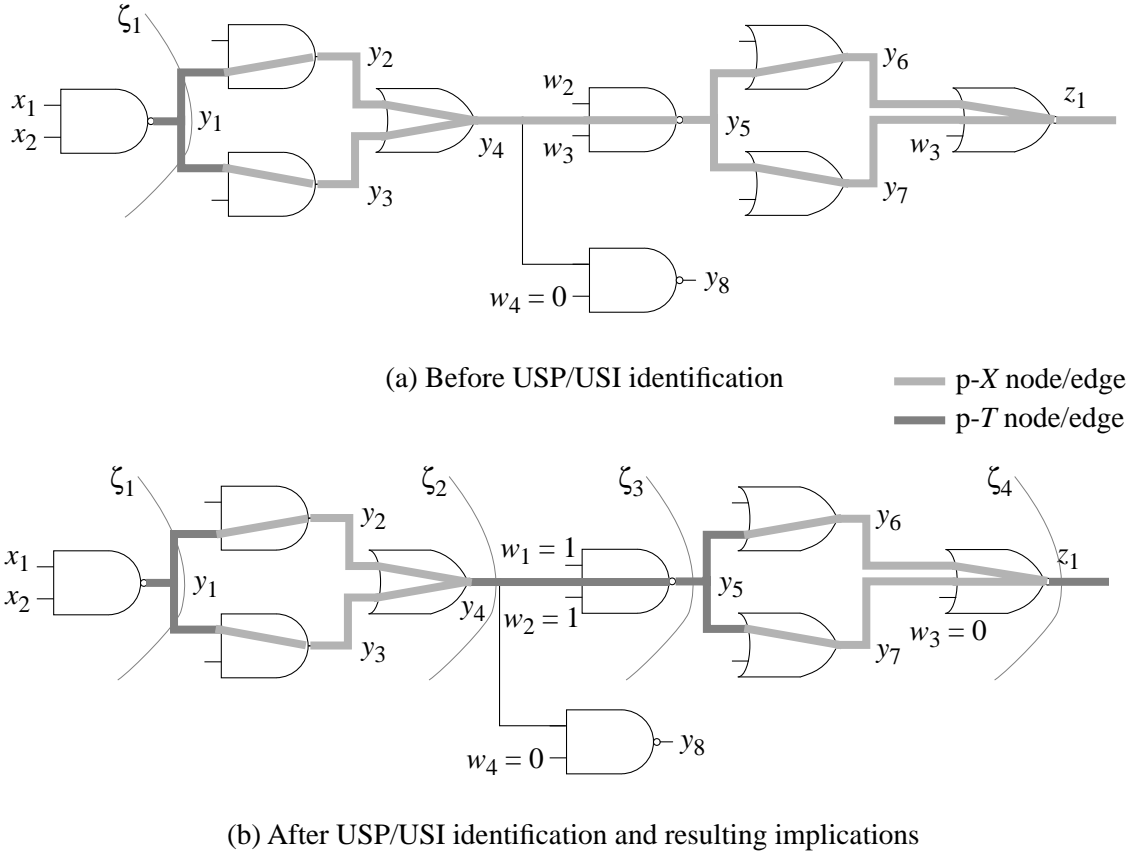 ζ1
y2
w2
y6
x1
x2
y1
y4
w3
y5
w3
z1
y3
y7
w4 = 0
y8
(a) Before USP/USI identification
p-X node/edge
p-T node/edge
ζ1
ζ2
ζ3
ζ4
y2
y6
x1
x2
y1
w1 = 1
y4
w2 = 1
y5
z1
w3 = 0
y3
y7
w4 = 0
y8
(b) After USP/USI identification and resulting implications